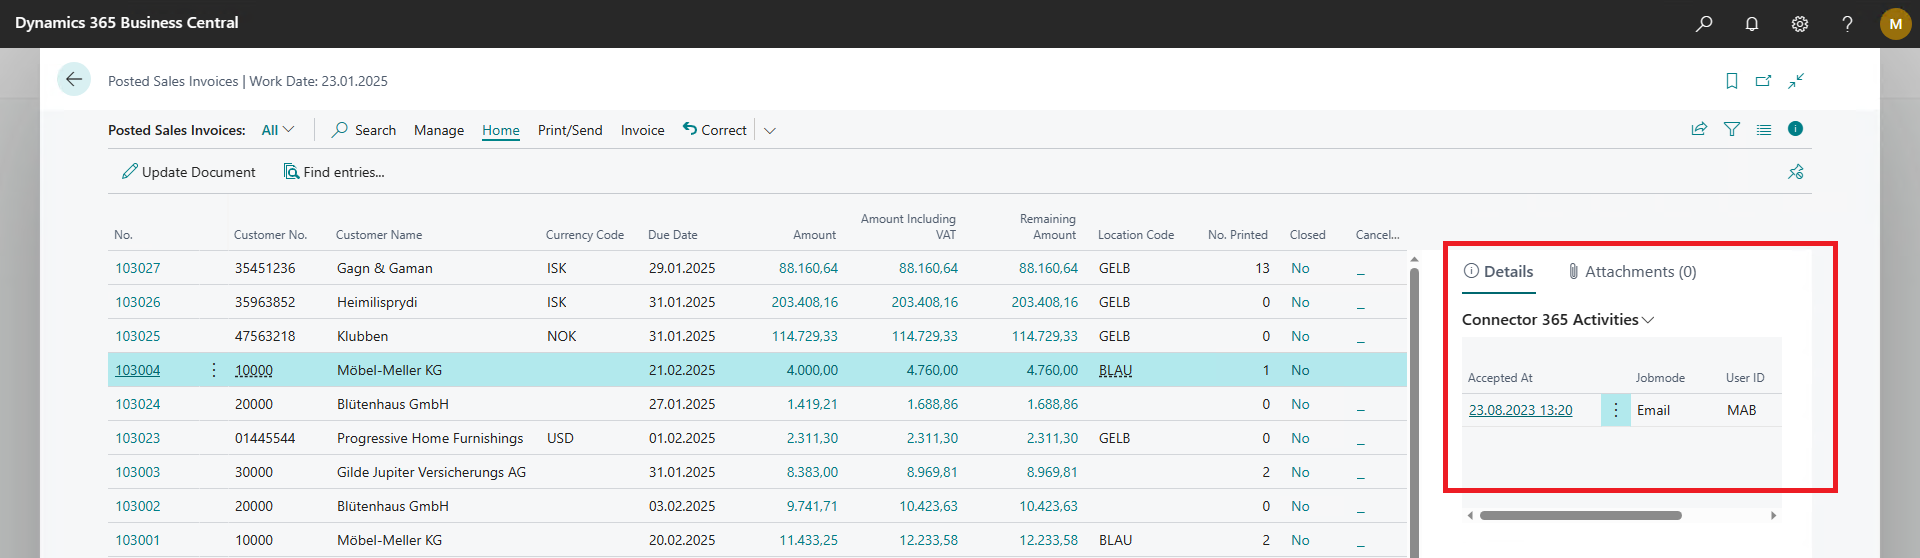 Dynamics 365 Business Central
M
Posted Sales Invoices | Work Date: 23.01.2025
Posted Sales Invoices: All Search Manage Home Print/Send Invoice Correct
Update Document Find entries...
No. Customer No. Customer Name Currency Code Due Date Amount Amount Including VAT Remaining Amount Location Code No. Printed Closed Cancel...
103027 35451236 Gagn & Gaman ISK 29.01.2025 88.160,64 88.160,64 88.160,64 GELB 13 No _
103026 35963852 Heimilisprydi ISK 31.01.2025 203.408,16 203.408,16 203.408,16 GELB 0 No _
103025 47563218 Klubben NOK 31.01.2025 114.729,33 114.729,33 114.729,33 GELB 0 No _
103004 10000 Möbel-Meller KG 21.02.2025 4.000,00 4.760,00 4.760,00 BLAU 1 No
103024 20000 Blütenhaus GmbH 27.01.2025 1.419,21 1.688,86 1.688,86 0 No _
103023 01445544 Progressive Home Furnishings USD 01.02.2025 2.311,30 2.311,30 2.311,30 GELB 0 No _
103003 30000 Gilde Jupiter Versicherungs AG 31.01.2025 8.383,00 8.969,81 8.969,81 2 No _
103002 20000 Blütenhaus GmbH 03.02.2025 9.741,71 10.423,63 10.423,63 0 No _
103001 10000 Möbel-Meller KG 20.02.2025 11.433,25 12.233,58 12.233,58 BLAU 2 No _
Details Attachments (0)
Connector 365 Activities
Accepted At Jobmode User ID
23.08.2023 13:20 Email MAB